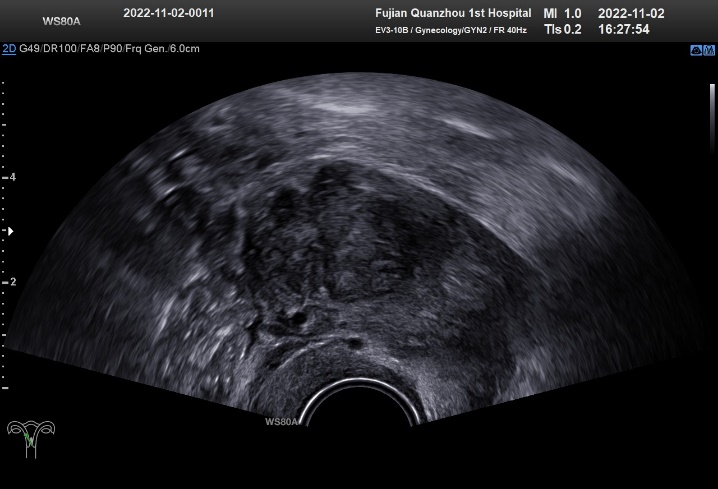 WS80A
2022-11-02-0011
Fujian Quanzhou 1st Hospital
EV3-10B / Gynecology/GYN2 / FR 40Hz
MI 1.0
TIs 0.2
2022-11-02
16:27:54
2D G49/DR100/FA8/P90/Frq Gen./6.0cm
4
2
WS80A